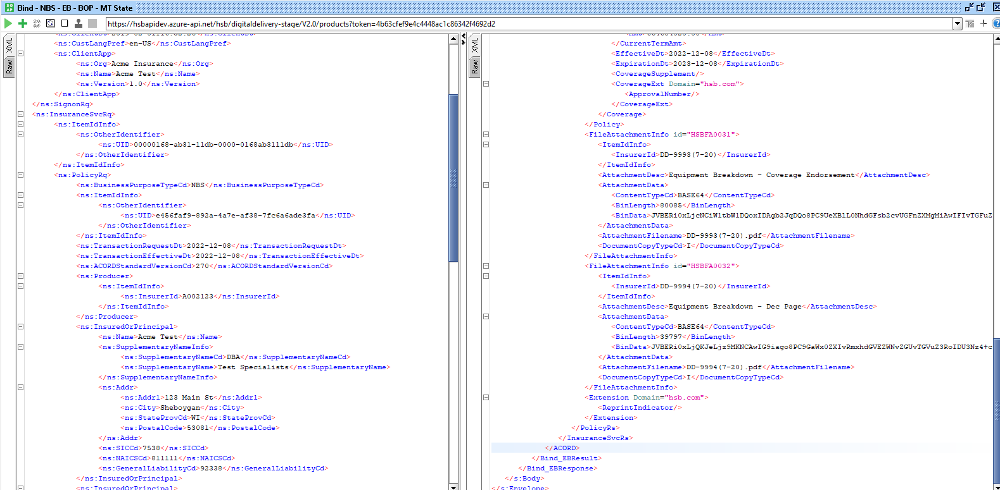 Bind - NBS - EB - BOP - MT State
https://hsbapidev.azure-api.net/hsb/digitaldelivery-stage/V2.0/products?token=4b63cfef9e4c4448ac1c86342f4692d2
XML
Raw
<ns:CustLangPref>en-US</ns:CustLangPref>
<ns:ClientApp>
<ns:Org>Acme Insurance</ns:Org>
<ns:Name>Acme Test</ns:Name>
<ns:Version>1.0</ns:Version>
</ns:ClientApp>
</ns:SignonRq>
<ns:InsuranceSvcRq>
<ns:ItemIdInfo>
<ns:OtherIdentifier>
<ns:UID>00000168-ab31-11db-0000-0168ab3111db</ns:UID>
</ns:OtherIdentifier>
</ns:ItemIdInfo>
<ns:PolicyRq>
<ns:BusinessPurposeTypeCd>NBS</ns:BusinessPurposeTypeCd>
<ns:ItemIdInfo>
<ns:OtherIdentifier>
<ns:UID>e456faf9-892a-4a7e-af38-7fc6a6ade3fa</ns:UID>
</ns:OtherIdentifier>
</ns:ItemIdInfo>
<ns:TransactionRequestDt>2022-12-08</ns:TransactionRequestDt>
<ns:TransactionEffectiveDt>2022-12-08</ns:TransactionEffectiveDt>
<ns:ACORDStandardVersionCd>270</ns:ACORDStandardVersionCd>
<ns:Producer>
<ns:ItemIdInfo>
<ns:InsurerId>A002123</ns:InsurerId>
</ns:ItemIdInfo>
</ns:Producer>
<ns:InsuredOrPrincipal>
<ns:Name>Acme Test</ns:Name>
<ns:SupplementaryNameInfo>
<ns:SupplementaryNameCd>DBA</ns:SupplementaryNameCd>
<ns:SupplementaryName>Test Specialists</ns:SupplementaryName>
</ns:SupplementaryNameInfo>
<ns:Addr>
<ns:Addr1>123 Main St</ns:Addr1>
<ns:City>Sheboygan</ns:City>
<ns:StateProvCd>WI</ns:StateProvCd>
<ns:PostalCode>53081</ns:PostalCode>
</ns:Addr>
<ns:SICCd>7538</ns:SICCd>
<ns:NAICSCd>811111</ns:NAICSCd>
<ns:GeneralLiabilityCd>92338</ns:GeneralLiabilityCd>
</ns:InsuredOrPrincipal>
<ns:InsuredOrPrincipal>
XML
Raw
</CurrentTermAmt>
<EffectiveDt>2022-12-08</EffectiveDt>
<ExpirationDt>2023-12-08</ExpirationDt>
<CoverageSupplement/>
<CoverageExt Domain="hsb.com">
<ApprovalNumber/>
</CoverageExt>
</Coverage>
</Policy>
<FileAttachmentInfo id="HSBFA0031">
<ItemIdInfo>
<InsurerId>DD-9993(7-20)</InsurerId>
</ItemIdInfo>
<AttachmentDesc>Equipment Breakdown - Coverage Endorsement</AttachmentDesc>
<AttachmentData>
<ContentTypeCd>BASE64</ContentTypeCd>
<BinLength>80085</BinLength>
<BinData>
</AttachmentData>
<AttachmentFilename>DD-9993(7-20).pdf</AttachmentFilename>
<DocumentCopyTypeCd>I</DocumentCopyTypeCd>
</FileAttachmentInfo>
<FileAttachmentInfo id="HSBFA0032">
<ItemIdInfo>
<InsurerId>DD-9994(7-20)</InsurerId>
</ItemIdInfo>
<AttachmentDesc>Equipment Breakdown - Dec Page</AttachmentDesc>
<AttachmentData>
<ContentTypeCd>BASE64</ContentTypeCd>
<BinLength>39797</BinLength>
<BinData>
</AttachmentData>
<AttachmentFilename>DD-9994(7-20).pdf</AttachmentFilename>
<DocumentCopyTypeCd>I</DocumentCopyTypeCd>
</FileAttachmentInfo>
<Extension Domain="hsb.com">
<ReprintIndicator/>
</Extension>
</PolicyRs>
</InsuranceSvcRs>
</ACORD>
</Bind_EBResult>
</Bind_EBResponse>
</s:Body>
</s:Envelope>